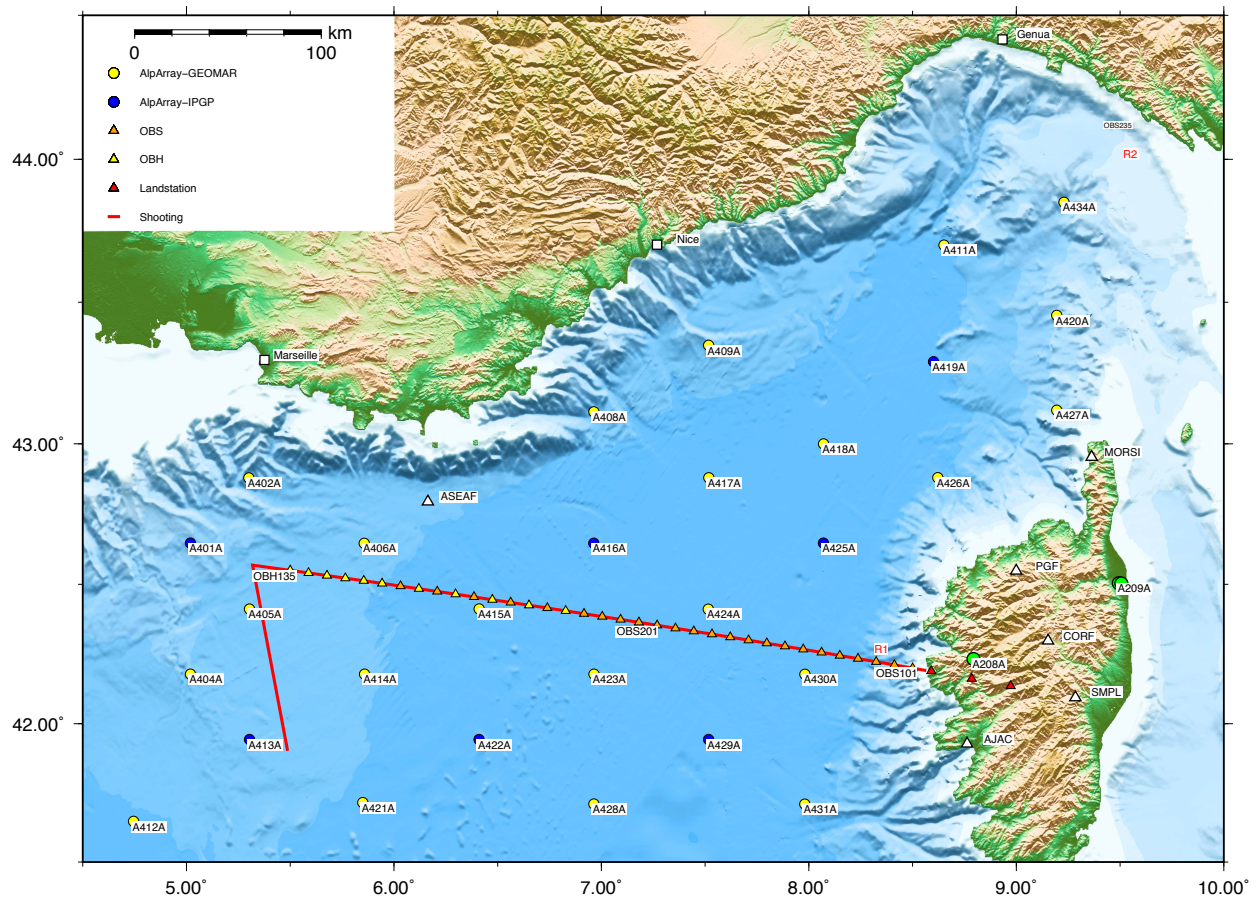 0 100 km
AlpArray-GEOMAR
AlpArray-IPGP
OBS
OBH
Landstation
Shooting
Genua
OBS235
R2
44.00°
A434A
Nice
A411A
A420A
Marseille
A409A
A419A
A408A
A427A
43.00°
A418A
MORSI
A402A
A417A
A426A
ASEAF
A401A
A406A
A416A
A425A
PGF
OBH135
A209A
A405A
A415A
A424A
OBS201
CORF
R1
A208A
OBS101
A404A
A414A
A423A
A430A
SMPL
42.00°
A413A
A422A
A429A
AJAC
A421A
A428A
A431A
A412A
5.00° 6.00° 7.00° 8.00° 9.00° 10.00°